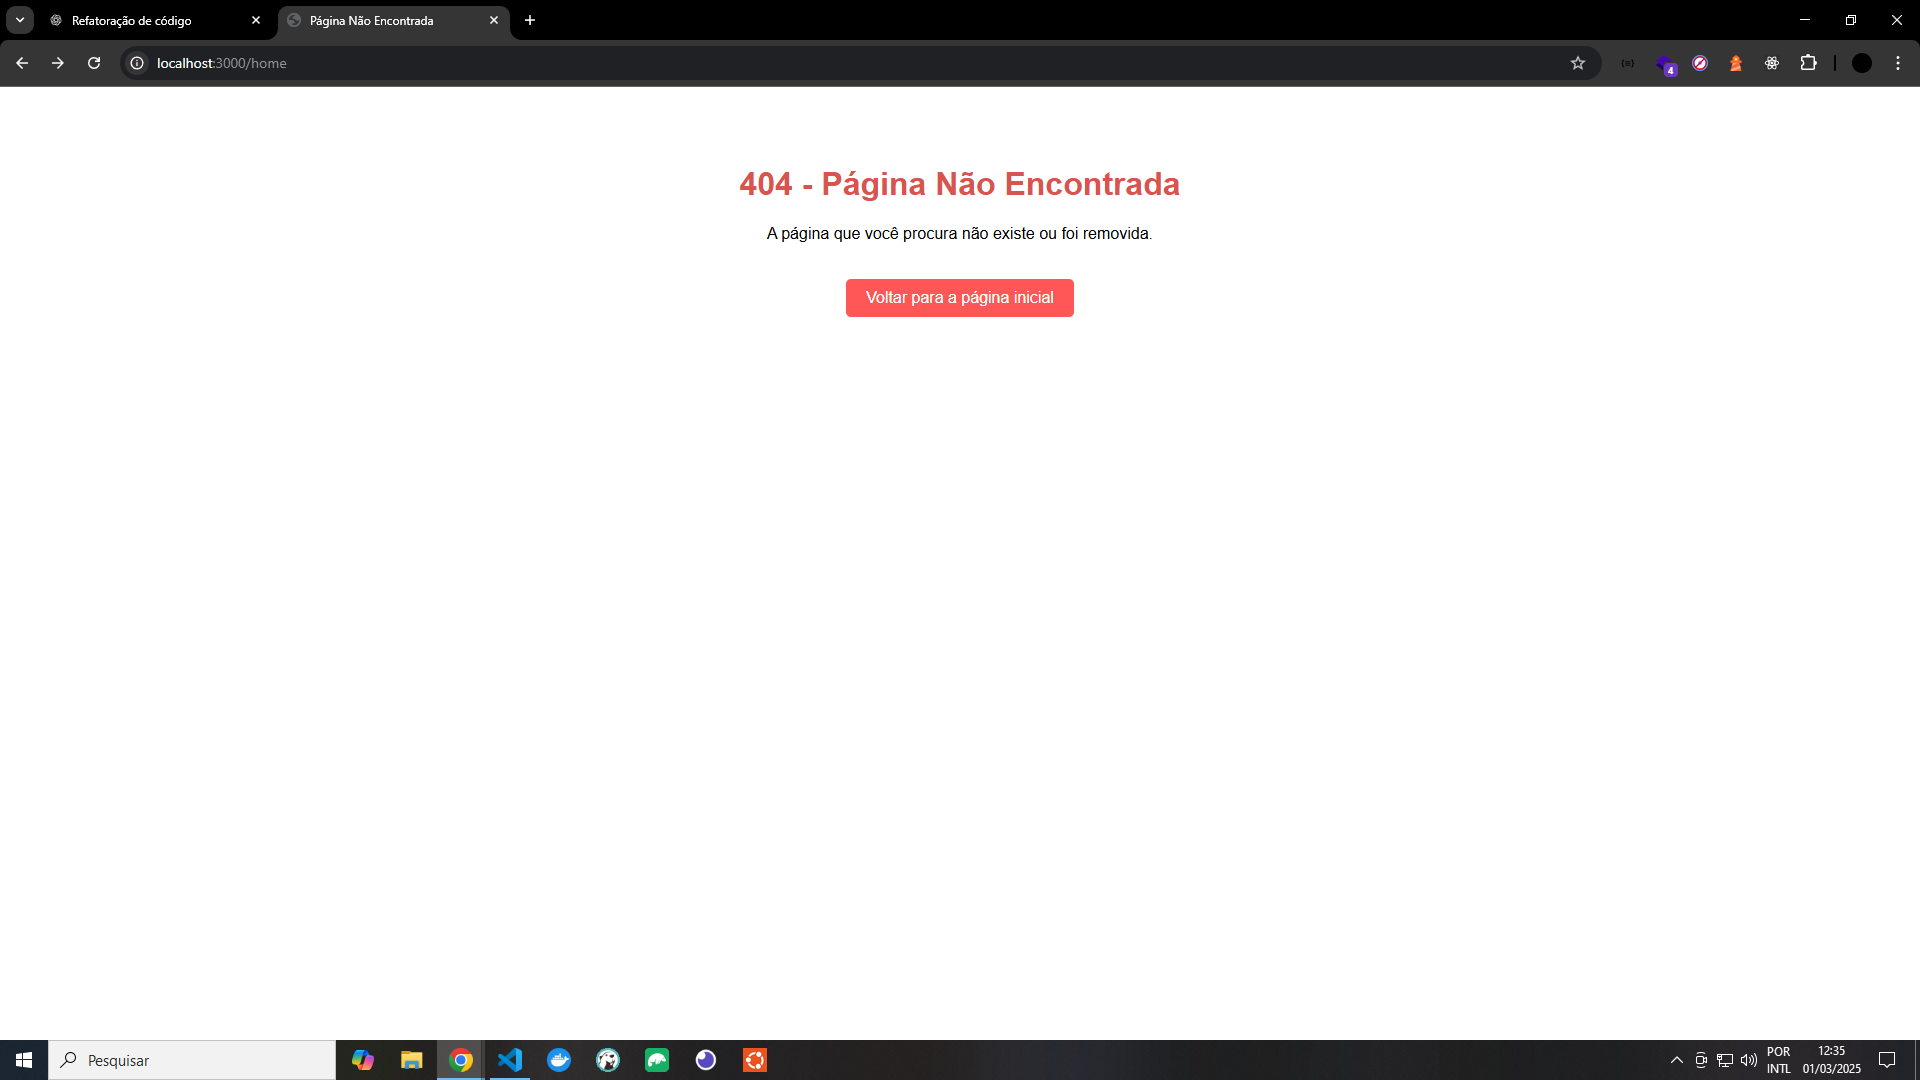 Refatoração de código
Página Não Encontrada
localhost:3000/home
4
404 - Página Não Encontrada
A página que você procura não existe ou foi removida.
Voltar para a página inicial
Pesquisar
POR
INTL
12:35
01/03/2025